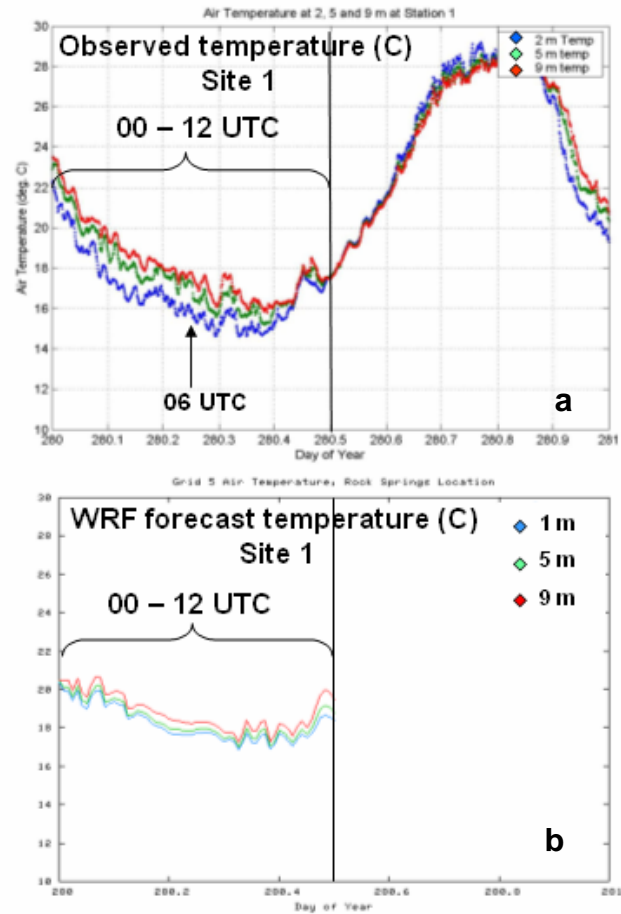 Air Temperature at 2, 5 and 9 m at Station 1
Observed temperature (C)
Site 1
00 – 12 UTC
2 m Temp
5 m temp
9 m temp
Air Temperature (deg. C)
30
28
26
24
22
20
18
16
14
12
10
06 UTC
a
280 280.1 280.2 280.3 280.4 280.5 280.6 280.7 280.8 280.9 281
Day of Year
Grid 5 Air Temperature, Rock Springs Location
WRF forecast temperature (C)
Site 1
00 – 12 UTC
1 m
5 m
9 m
30
28
26
24
22
20
18
16
14
12
10
b
280 280.2 280.4 280.6 280.8 281
Day of Year